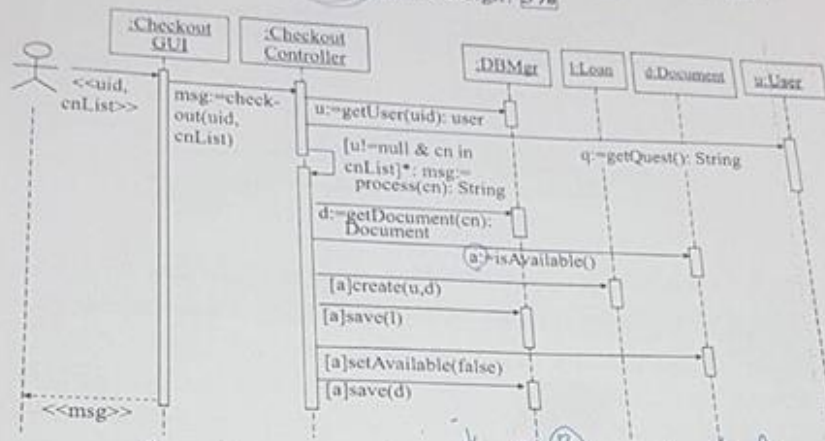 :Checkout
GUI
:Checkout
Controller
:DBMgr
l:Loan
d:Document
u:User
<<uid,
cnList>>
msg:=check-
out(uid,
cnList)
u:=getUser(uid): user
q:=getQuest(): String
[u!=null & cn in
cnList]*: msg:=
process(cn): String
d:=getDocument(cn):
Document
a:=isAvailable()
[a]create(u,d)
[a]save(l)
[a]setAvailable(false)
[a]save(d)
<<msg>>